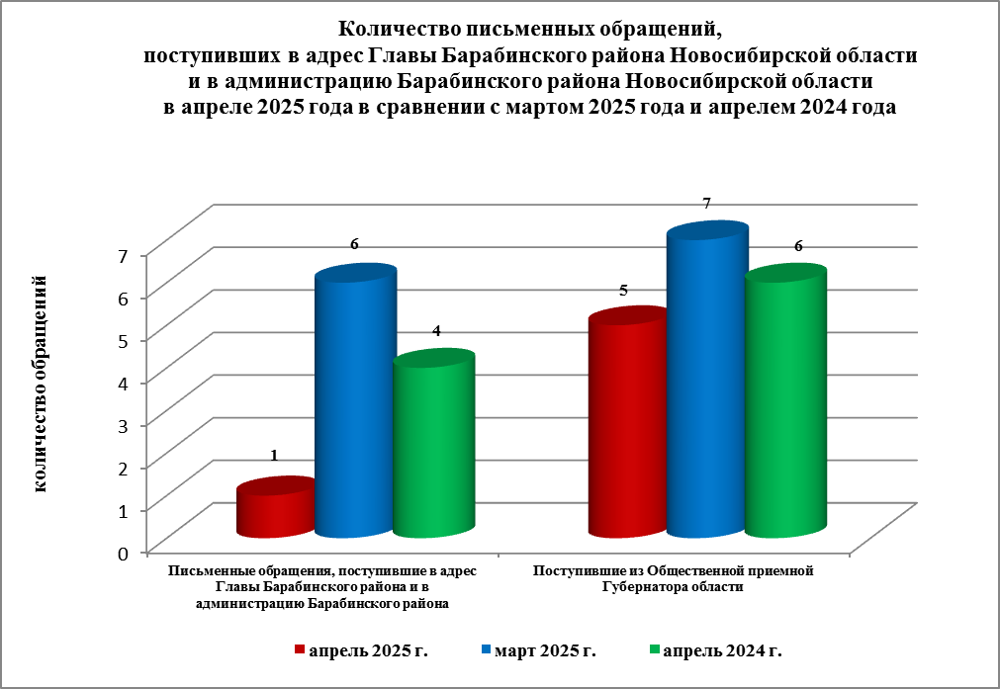 Количество письменных обращений,
поступивших в адрес Главы Барабинского района Новосибирской области
и в администрацию Барабинского района Новосибирской области
в апреле 2025 года в сравнении с мартом 2025 года и апрелем 2024 года
количество обращений
7
6
5
4
3
2
1
0
1
6
4
5
7
6
Письменные обращения, поступившие в адрес
Главы Барабинского района и в
администрацию Барабинского района
Поступившие из Общественной приемной
Губернатора области
апрель 2025 г.
март 2025 г.
апрель 2024 г.